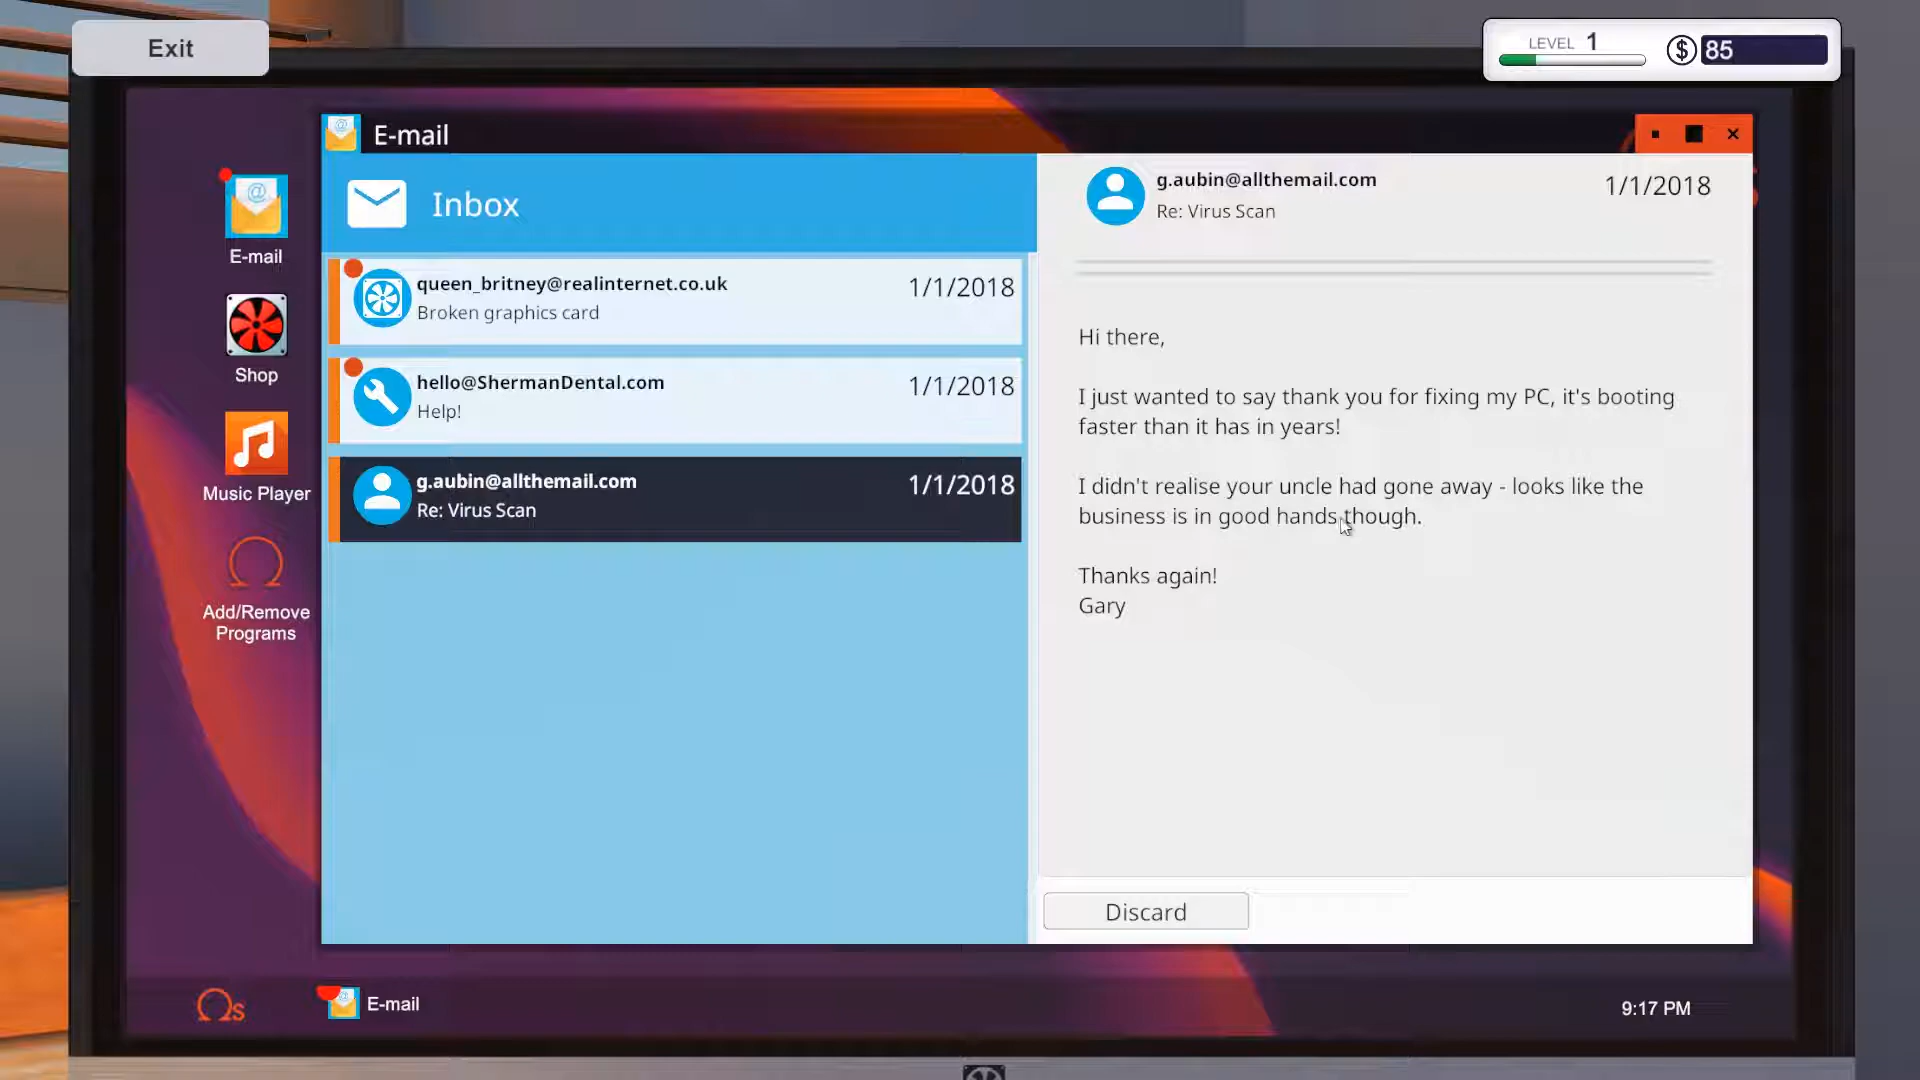 Exit
LEVEL 1
$ 85
E-mail
Inbox
g.aubin@allthemail.com
Re: Virus Scan
1/1/2018
E-mail
Shop
Music Player
Add/Remove
Programs
queen_britney@realinternet.co.uk
Broken graphics card
1/1/2018
hello@ShermanDental.com
Help!
1/1/2018
g.aubin@allthemail.com
Re: Virus Scan
1/1/2018
Hi there,
I just wanted to say thank you for fixing my PC, it's booting
faster than it has in years!
I didn't realise your uncle had gone away - looks like the
business is in good hands though.
Thanks again!
Gary
Discard
Ωs
E-mail
9:17 PM